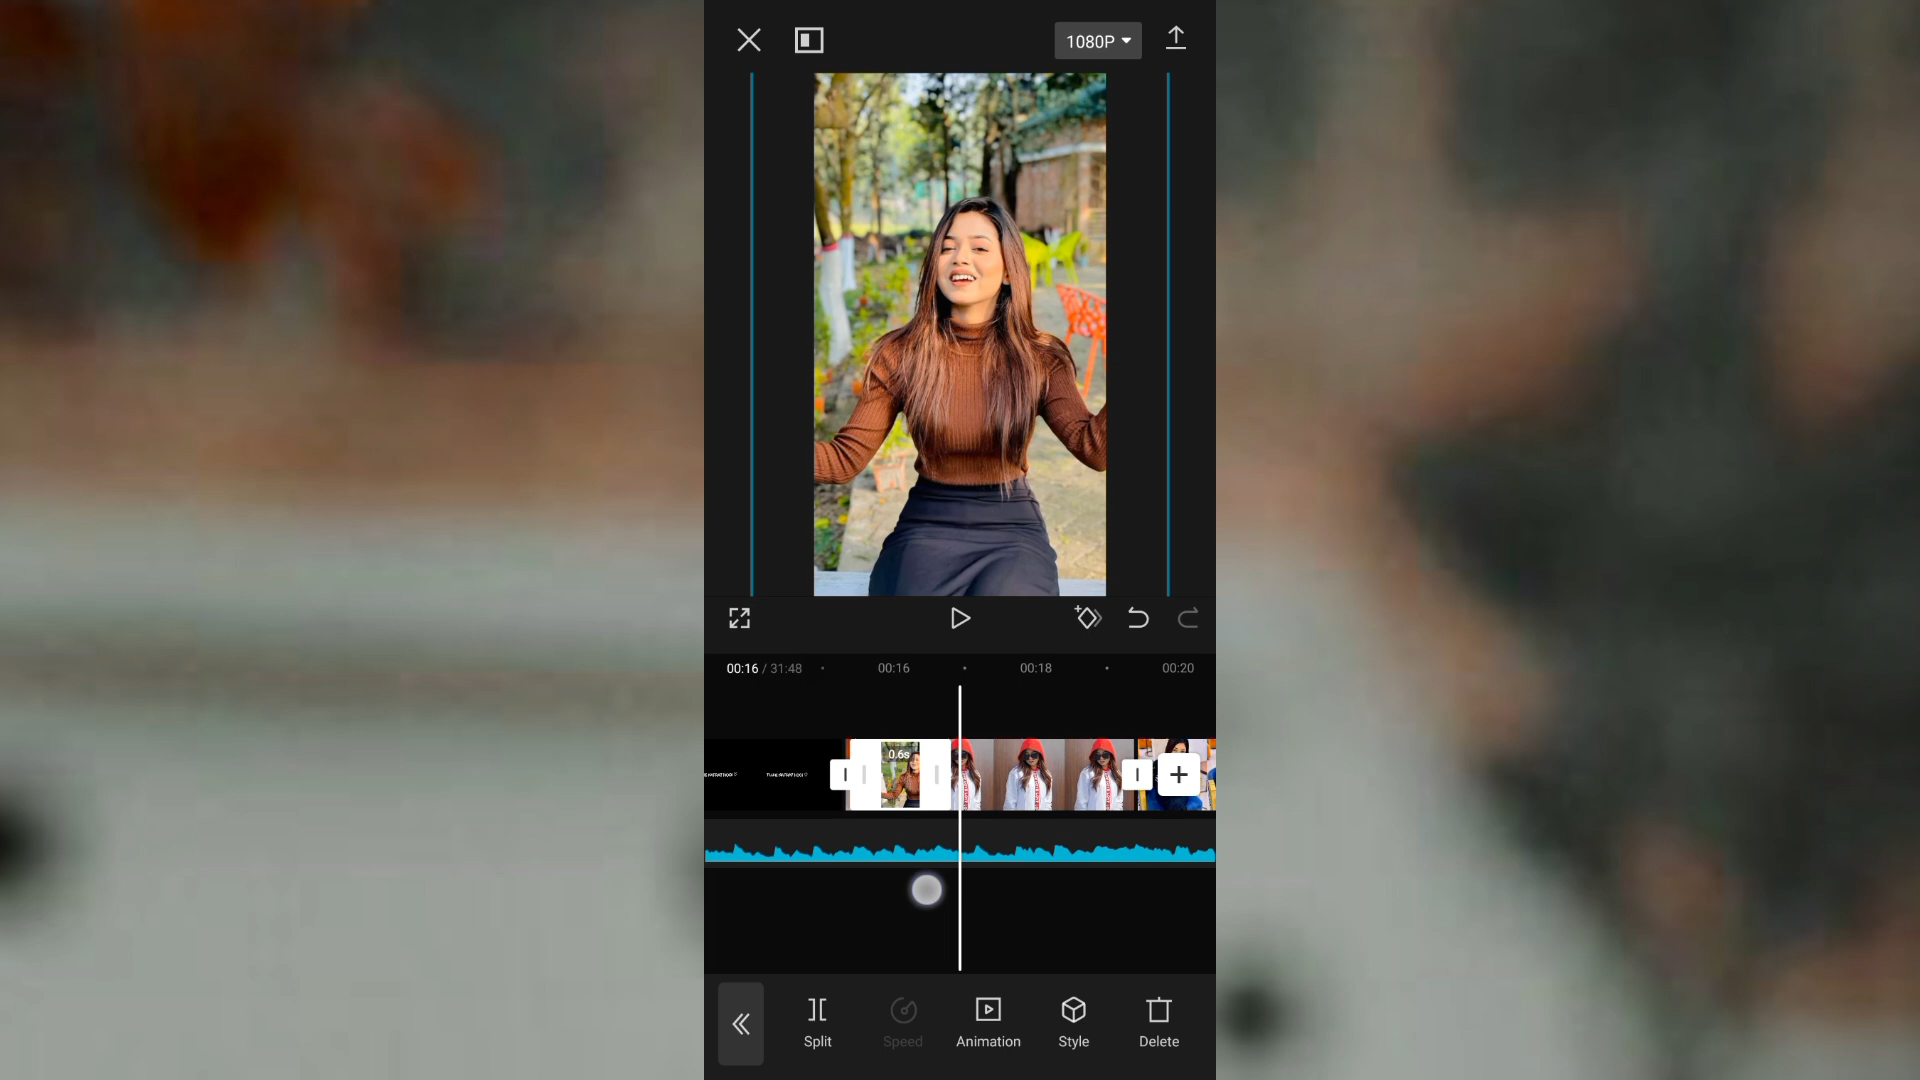 1080P
00:16 / 31:48
00:16
00:18
00:20
0.6s
Split
Speed
Animation
Style
Delete